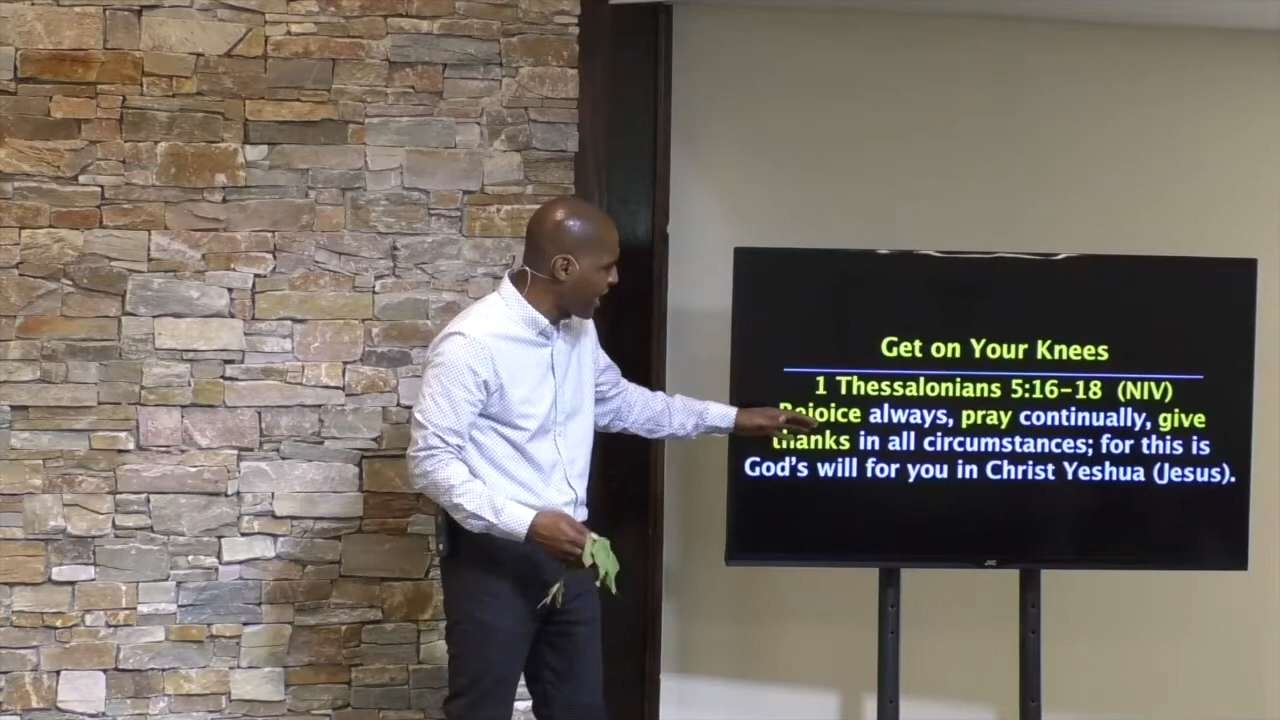 Get on Your Knees
1 Thessalonians 5:16-18 (NIV)
Rejoice always, pray continually, give
thanks in all circumstances; for this is
God's will for you in Christ Yeshua (Jesus).
JVC